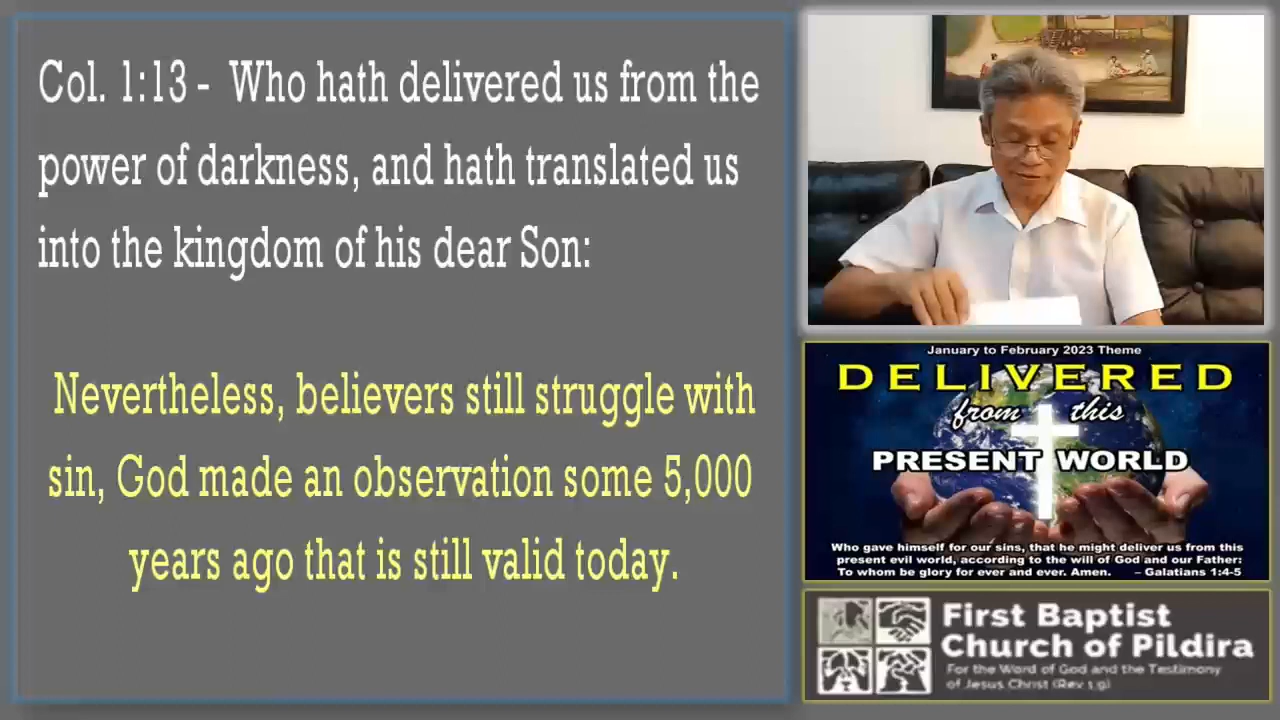 Col. 1:13 - Who hath delivered us from the
power of darkness, and hath translated us
into the kingdom of his dear Son:
Nevertheless, believers still struggle with
sin, God made an observation some 5,000
years ago that is still valid today.
January to February 2023 Theme
DELIVERED
from this
PRESENT WORLD
Who gave himself for our sins, that he might deliver us from this
present evil world, according to the will of God and our Father:
To whom be glory for ever and ever. Amen. – Galatians 1:4-5
First Baptist
Church of Pildira
For the Word of God and the Testimony
of Jesus Christ (Rev 1:9)